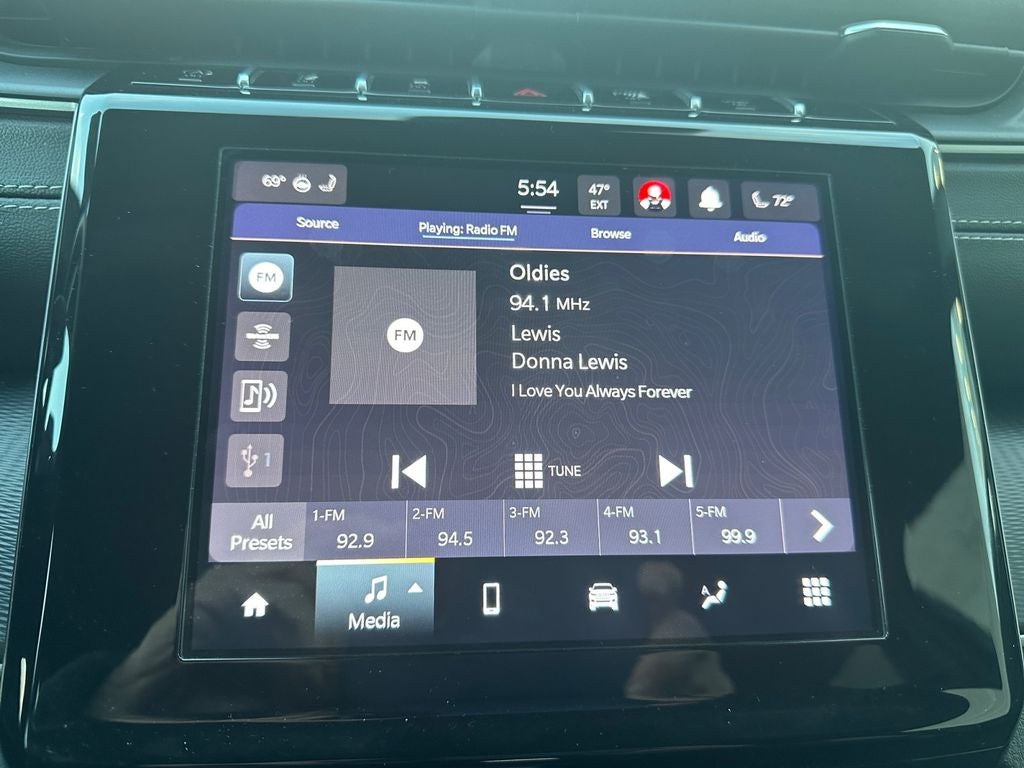 69°
5:54
47°
EXT
72°
Source
Playing: Radio FM
Browse
Audio
FM
FM
Oldies
94.1 MHz
Lewis
Donna Lewis
I Love You Always Forever
1
TUNE
All
Presets
1-FM
92.9
2-FM
94.5
3-FM
92.3
4-FM
93.1
5-FM
99.9
Media
A